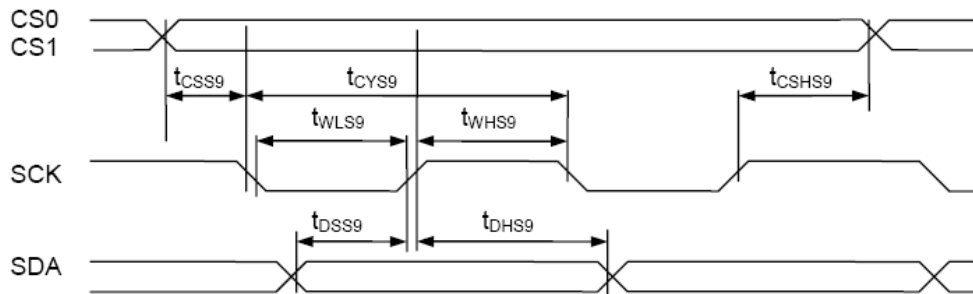 CS0
CS1
tCSS9 tCYS9 tCSHS9
tWLS9 tWHS9
SCK
tDSS9 tDHS9
SDA